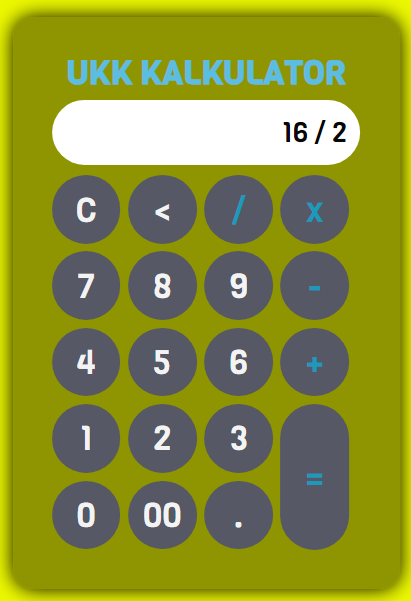 UKK KALKULATOR
16 / 2
C < / x
7 8 9 -
4 5 6 +
1 2 3
=
0 00 .